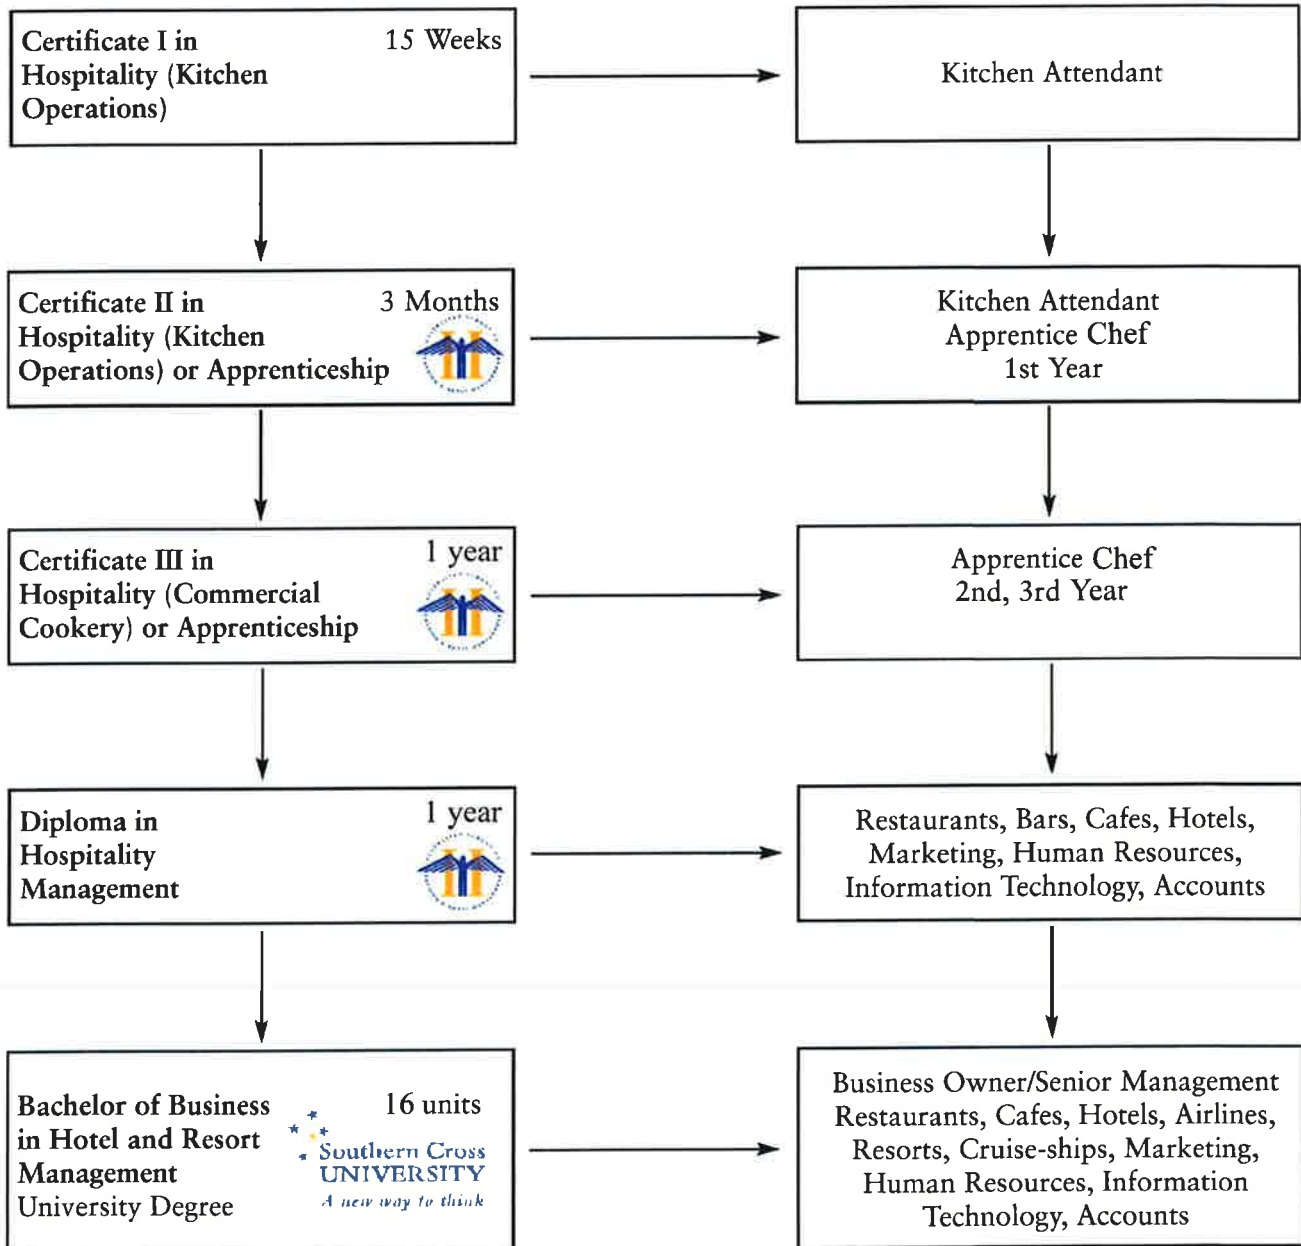 Certificate I in 15 Weeks
Hospitality (Kitchen
Operations)
Kitchen Attendant
Certificate II in 3 Months
Hospitality (Kitchen
Operations) or Apprenticeship
Kitchen Attendant
Apprentice Chef
1st Year
Certificate III in 1 year
Hospitality (Commercial
Cookery) or Apprenticeship
Apprentice Chef
2nd, 3rd Year
Diploma in 1 year
Hospitality
Management
Restaurants, Bars, Cafes, Hotels,
Marketing, Human Resources,
Information Technology, Accounts
Bachelor of Business 16 units
in Hotel and Resort
Management
University Degree
Southern Cross
UNIVERSITY
A new way to think
Business Owner/Senior Management
Restaurants, Cafes, Hotels, Airlines,
Resorts, Cruise-ships, Marketing,
Human Resources, Information
Technology, Accounts